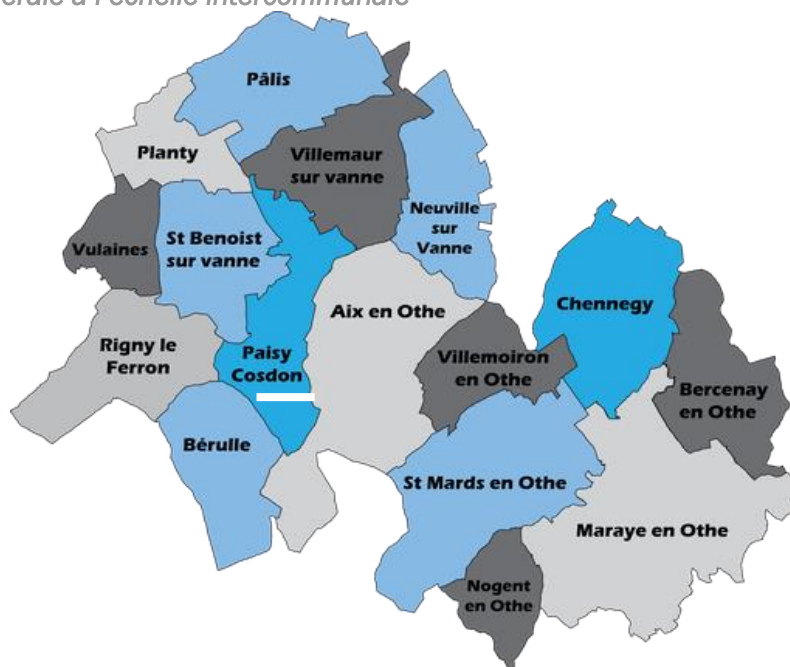 à l'échelle intercommunale
Pâlis
Planty
Villemaur
sur vanne
Neuville
sur
Vanne
Vulaines
St Benoist
sur vanne
Chennegy
Aix en Othe
Rigny le
Ferron
Paisy
Cosdon
Villemoiron
en Othe
Bercenay
en Othe
Bérulle
St Mards en Othe
Maraye en Othe
Nogent
en Othe